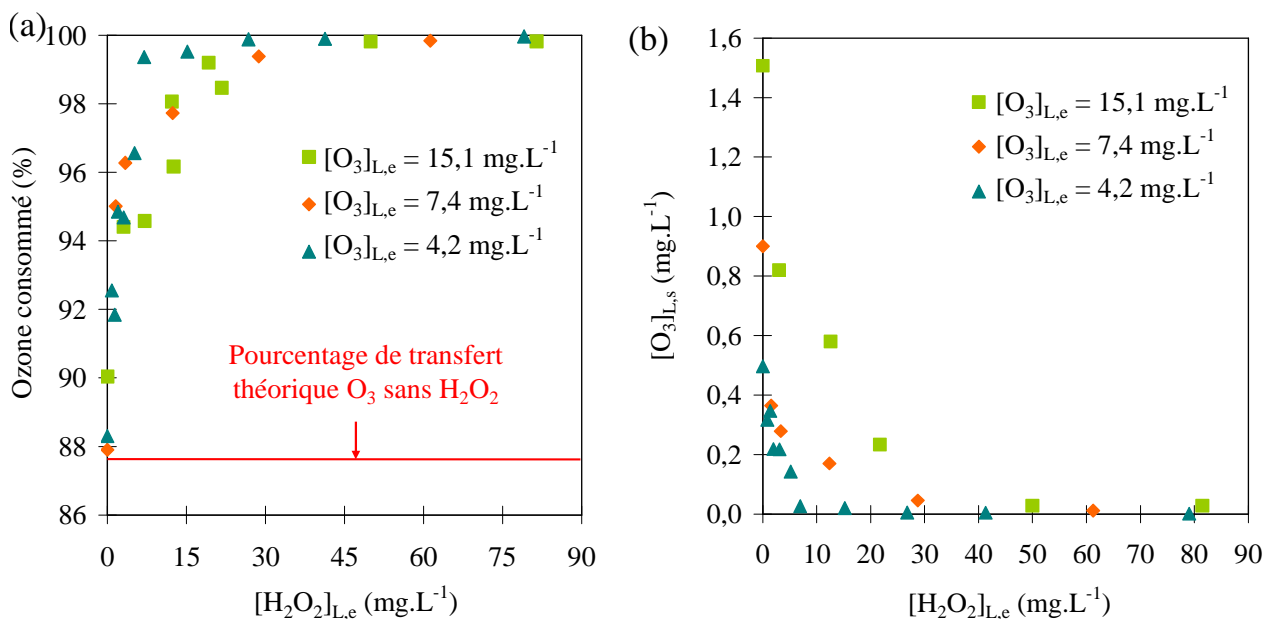 (a)
100
98
96
94
92
90
88
86
Ozone consommé (%)
[O₃]L,e = 15,1 mg.L⁻¹
[O₃]L,e = 7,4 mg.L⁻¹
[O₃]L,e = 4,2 mg.L⁻¹
Pourcentage de transfert
théorique O₃ sans H₂O₂
0 15 30 45 60 75 90
[H₂O₂]L,e (mg.L⁻¹)
(b)
1,6
1,4
1,2
1,0
0,8
0,6
0,4
0,2
0,0
[O₃]L,s (mg.L⁻¹)
[O₃]L,e = 15,1 mg.L⁻¹
[O₃]L,e = 7,4 mg.L⁻¹
[O₃]L,e = 4,2 mg.L⁻¹
0 10 20 30 40 50 60 70 80 90
[H₂O₂]L,e (mg.L⁻¹)